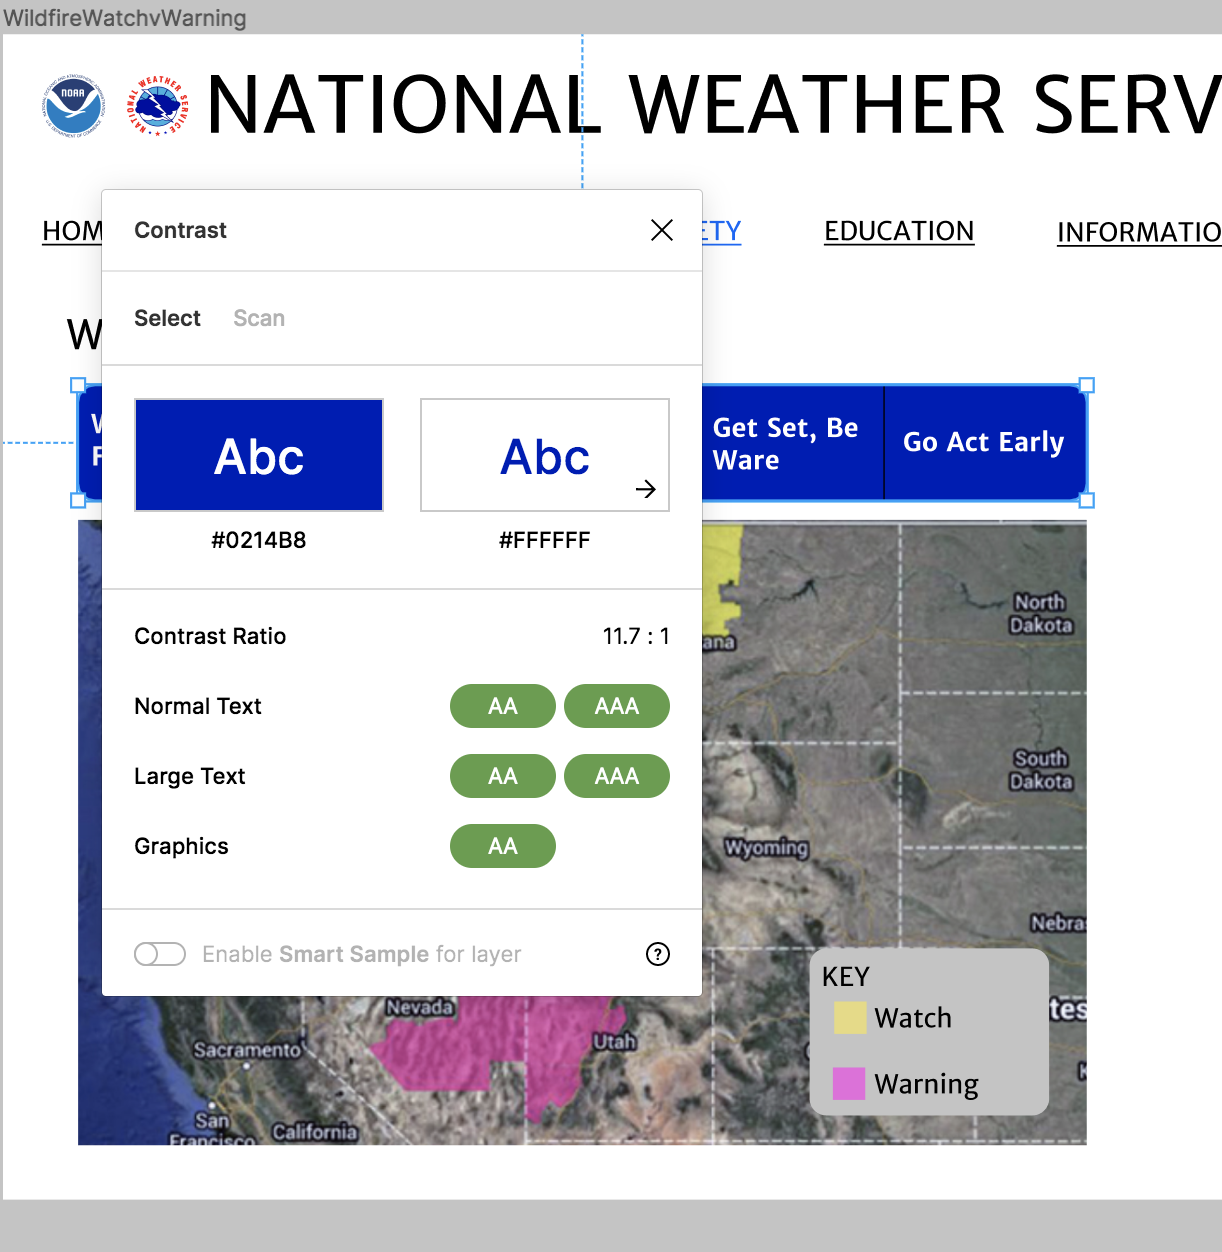 WildfireWatchvWarning
NOAA
NATIONAL WEATHER SERVICE
NATIONAL WEATHER SERV
HOM
ETY
EDUCATION
INFORMATIO
Contrast
Select Scan
W
W
F
Get Set, Be
Ware
Go Act Early
Abc
Abc
#0214B8
#FFFFFF
Contrast Ratio 11.7 : 1
Normal Text AA AAA
Large Text AA AAA
Graphics AA
Enable Smart Sample for layer ?
ana
North
Dakota
South
Dakota
Wyoming
Nebras
KEY
Watch
Warning
tes
Nevada
Utah
Sacramento
San
Francisco
California